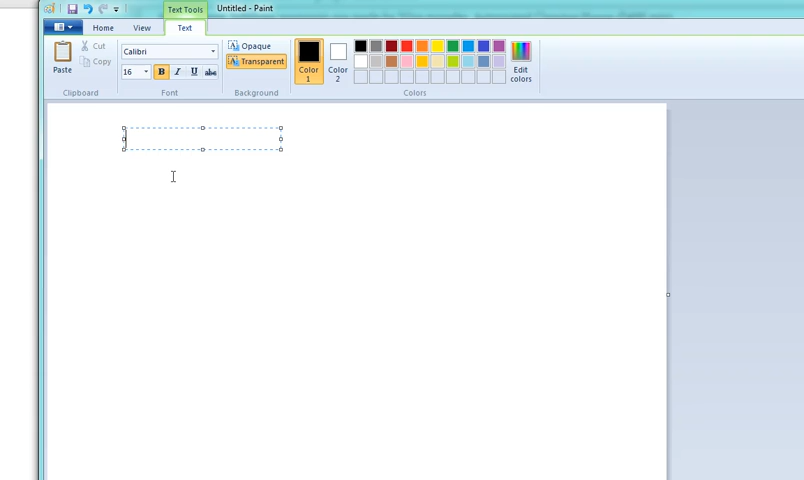 Text Tools Untitled - Paint
Home View Text
Paste Cut Copy
Calibri
16 B I U abc
Opaque
Transparent
Color 1 Color 2
Edit colors
Clipboard Font Background Colors